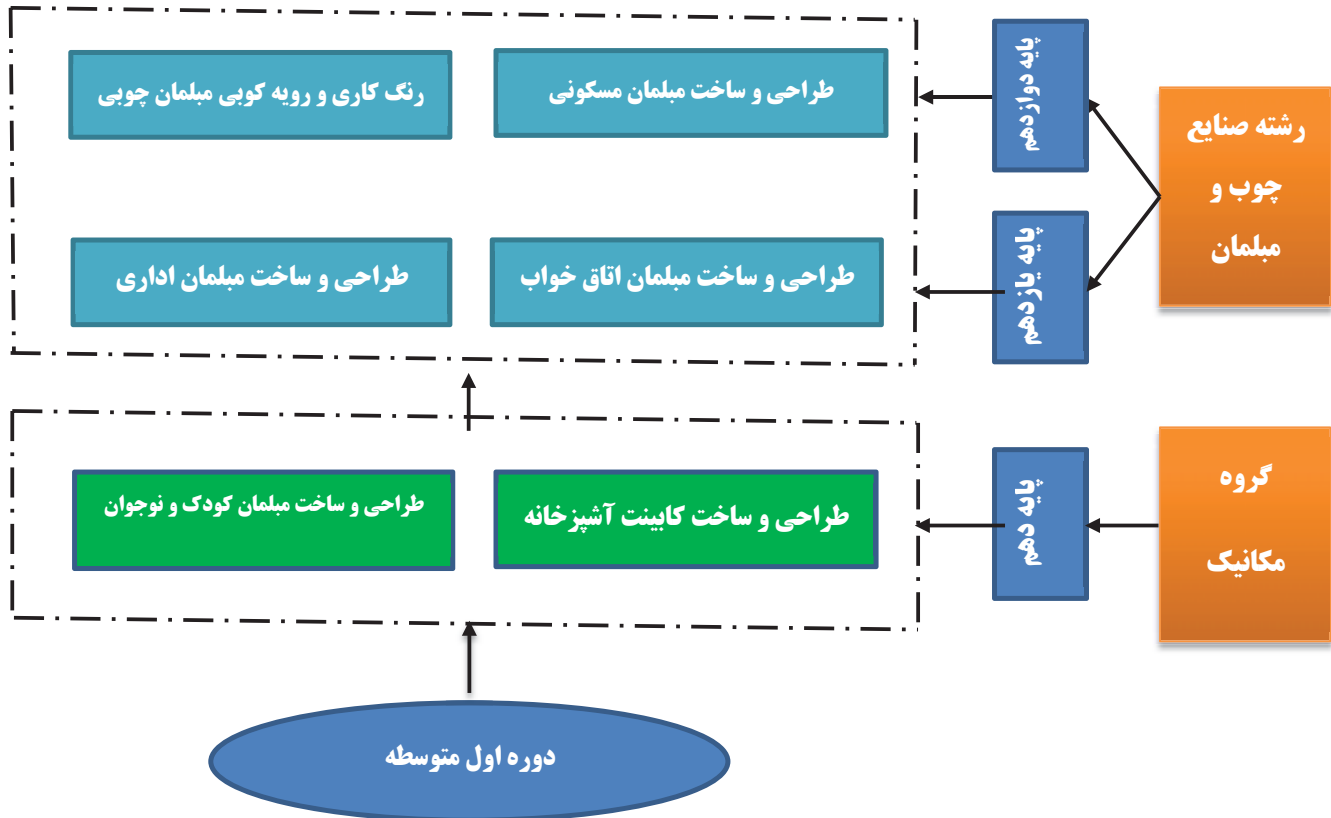 رشته صنایع
چوب و
مبلمان
پایه دوازدهم
طراحی و ساخت مبلمان مسکونی
رنگ کاری و رویه کوبی مبلمان چوبی
پایه یازدهم
طراحی و ساخت مبلمان اتاق خواب
طراحی و ساخت مبلمان اداری
گروه
مکانیک
پایه دهم
طراحی و ساخت کابینت آشپزخانه
طراحی و ساخت مبلمان کودک و نوجوان
دوره اول متوسطه